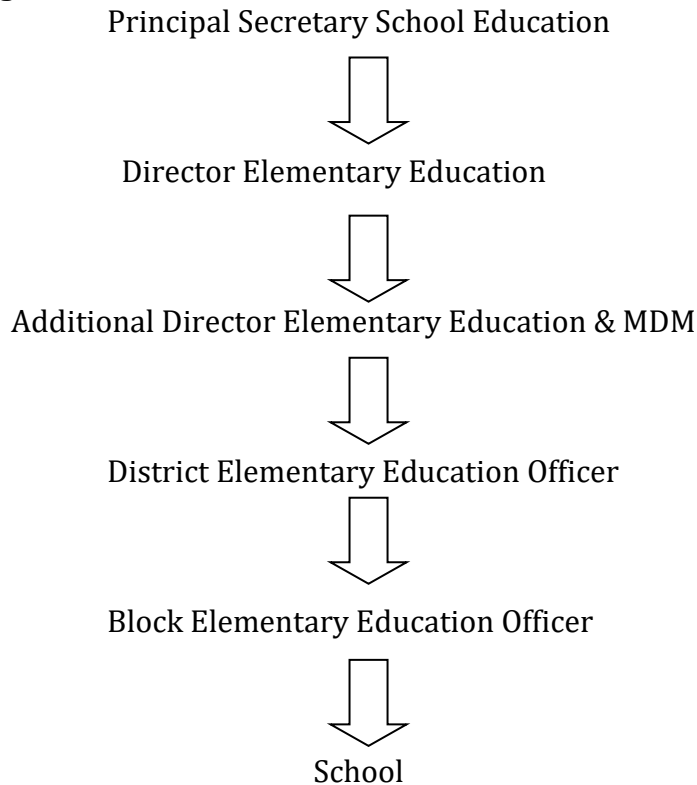 Principal Secretary School Education
Director Elementary Education
Additional Director Elementary Education & MDM
District Elementary Education Officer
Block Elementary Education Officer
School